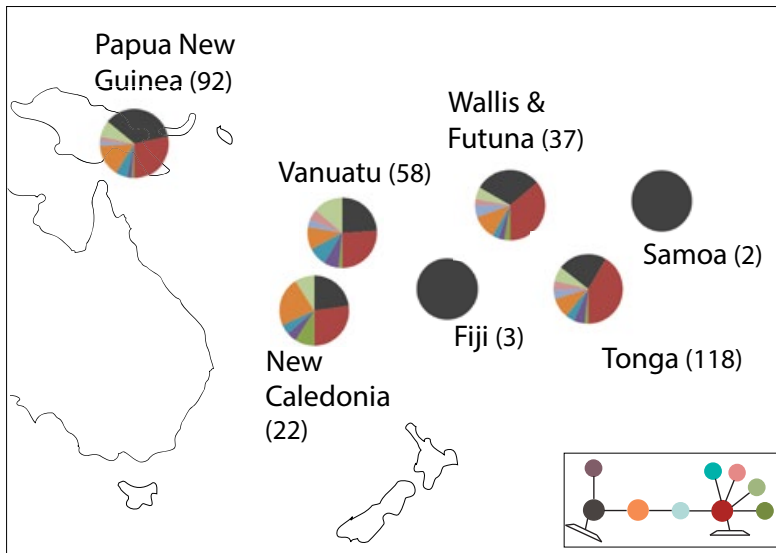 Papua New
Guinea (92)
Wallis &
Futuna (37)
Vanuatu (58)
Samoa (2)
Fiji (3)
Tonga (118)
New
Caledonia
(22)